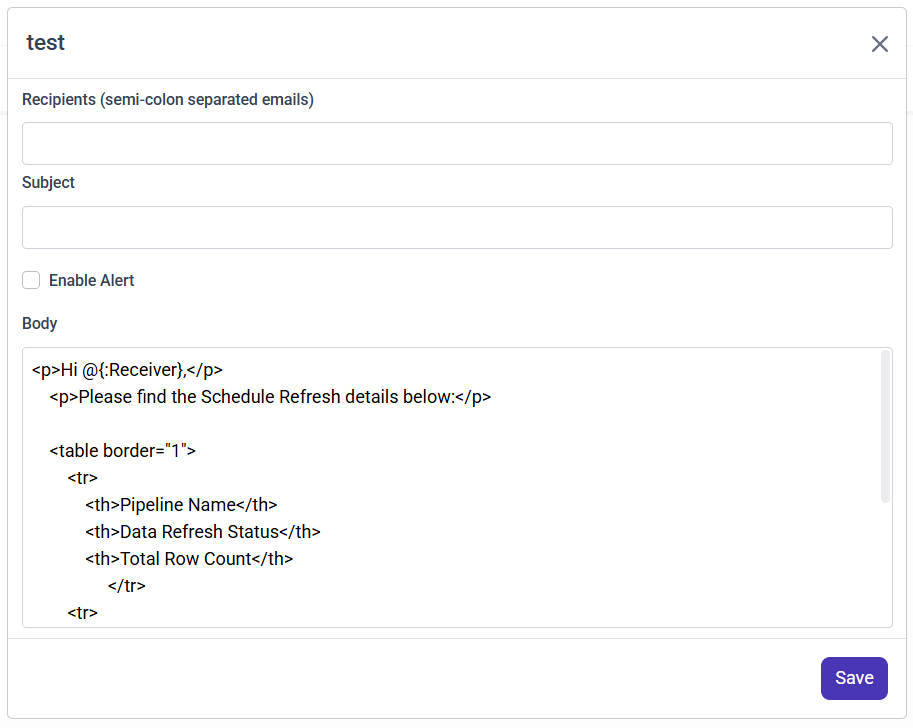 test
Recipients (semi-colon separated emails)
Subject
Enable Alert
Body
<p>Hi @{:Receiver},</p>
<p>Please find the Schedule Refresh details below:</p>
<table border="1">
<tr>
<th>Pipeline Name</th>
<th>Data Refresh Status</th>
<th>Total Row Count</th>
</tr>
<tr>
Save